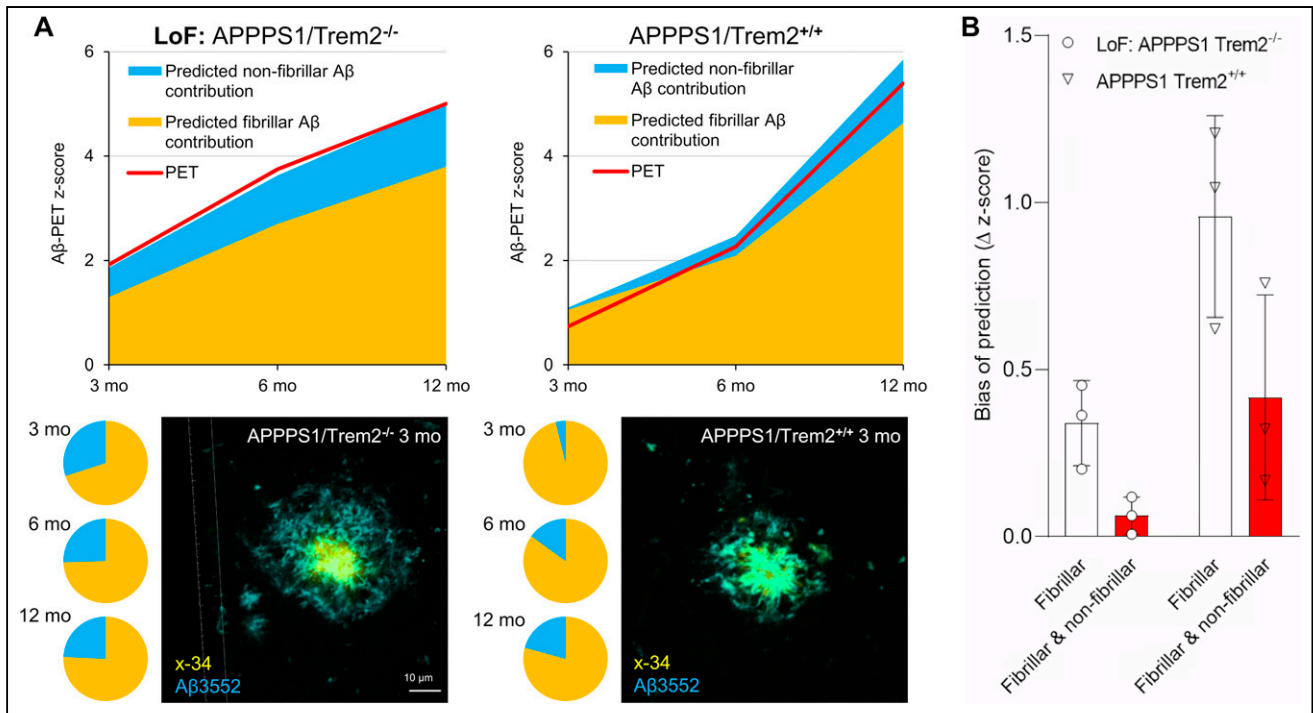 A
LoF: APPPS1/Trem2-/-
6
4
2
0
Aβ-PET z-score
Predicted non-fibrillar Aβ
contribution
Predicted fibrillar Aβ
contribution
PET
3 mo
6 mo
12 mo
APPPS1/Trem2+/+
6
4
2
0
Aβ-PET z-score
Predicted non-fibrillar
Aβ contribution
Predicted fibrillar Aβ
contribution
PET
3 mo
6 mo
12 mo
3 mo
6 mo
12 mo
APPPS1/Trem2-/- 3 mo
x-34
Aβ3552
10 μm
3 mo
6 mo
12 mo
APPPS1/Trem2+/+ 3 mo
x-34
Aβ3552
B
LoF: APPPS1 Trem2-/-
APPPS1 Trem2+/+
1.5
1.0
0.5
0.0
Bias of prediction (Δ z-score)
Fibrillar
Fibrillar & non-fibrillar
Fibrillar
Fibrillar & non-fibrillar